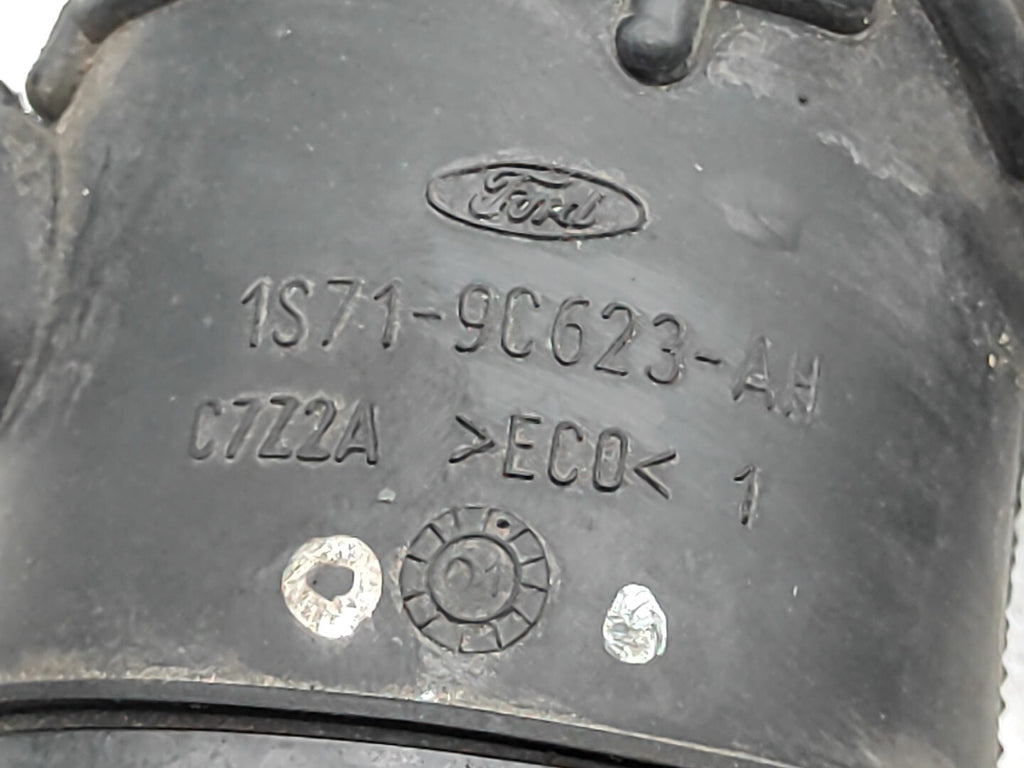 Ford
1S71-9C623-AH
C7Z2A >ECO< 1
01